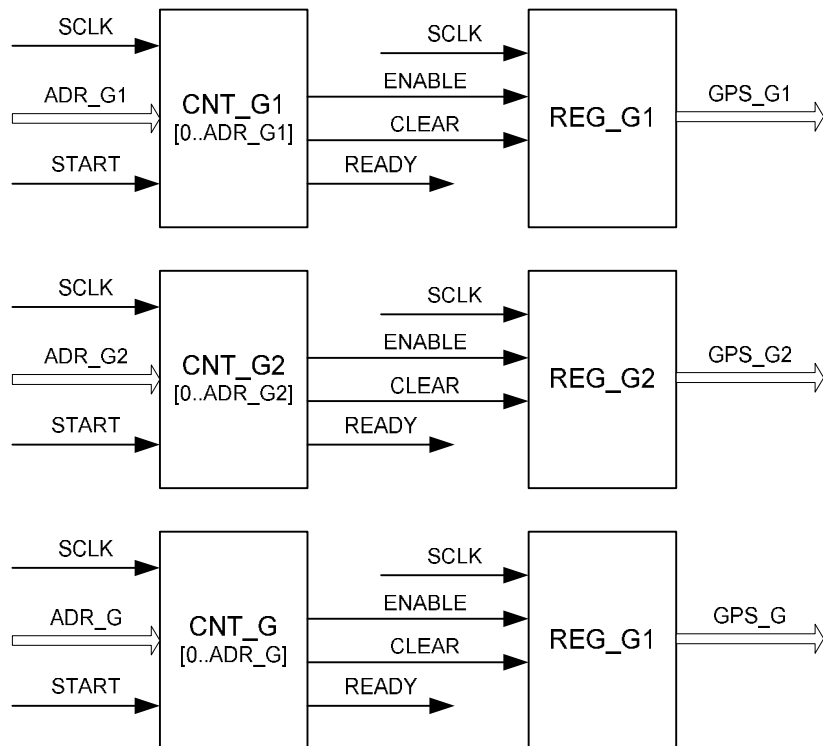 SCLK
SCLK
ADR_G1
ENABLE
GPS_G1
CNT_G1
[0..ADR_G1]
REG_G1
CLEAR
START
READY
SCLK
SCLK
ADR_G2
ENABLE
GPS_G2
CNT_G2
[0..ADR_G2]
REG_G2
CLEAR
START
READY
SCLK
SCLK
ADR_G
ENABLE
GPS_G
CNT_G
[0..ADR_G]
REG_G1
CLEAR
START
READY